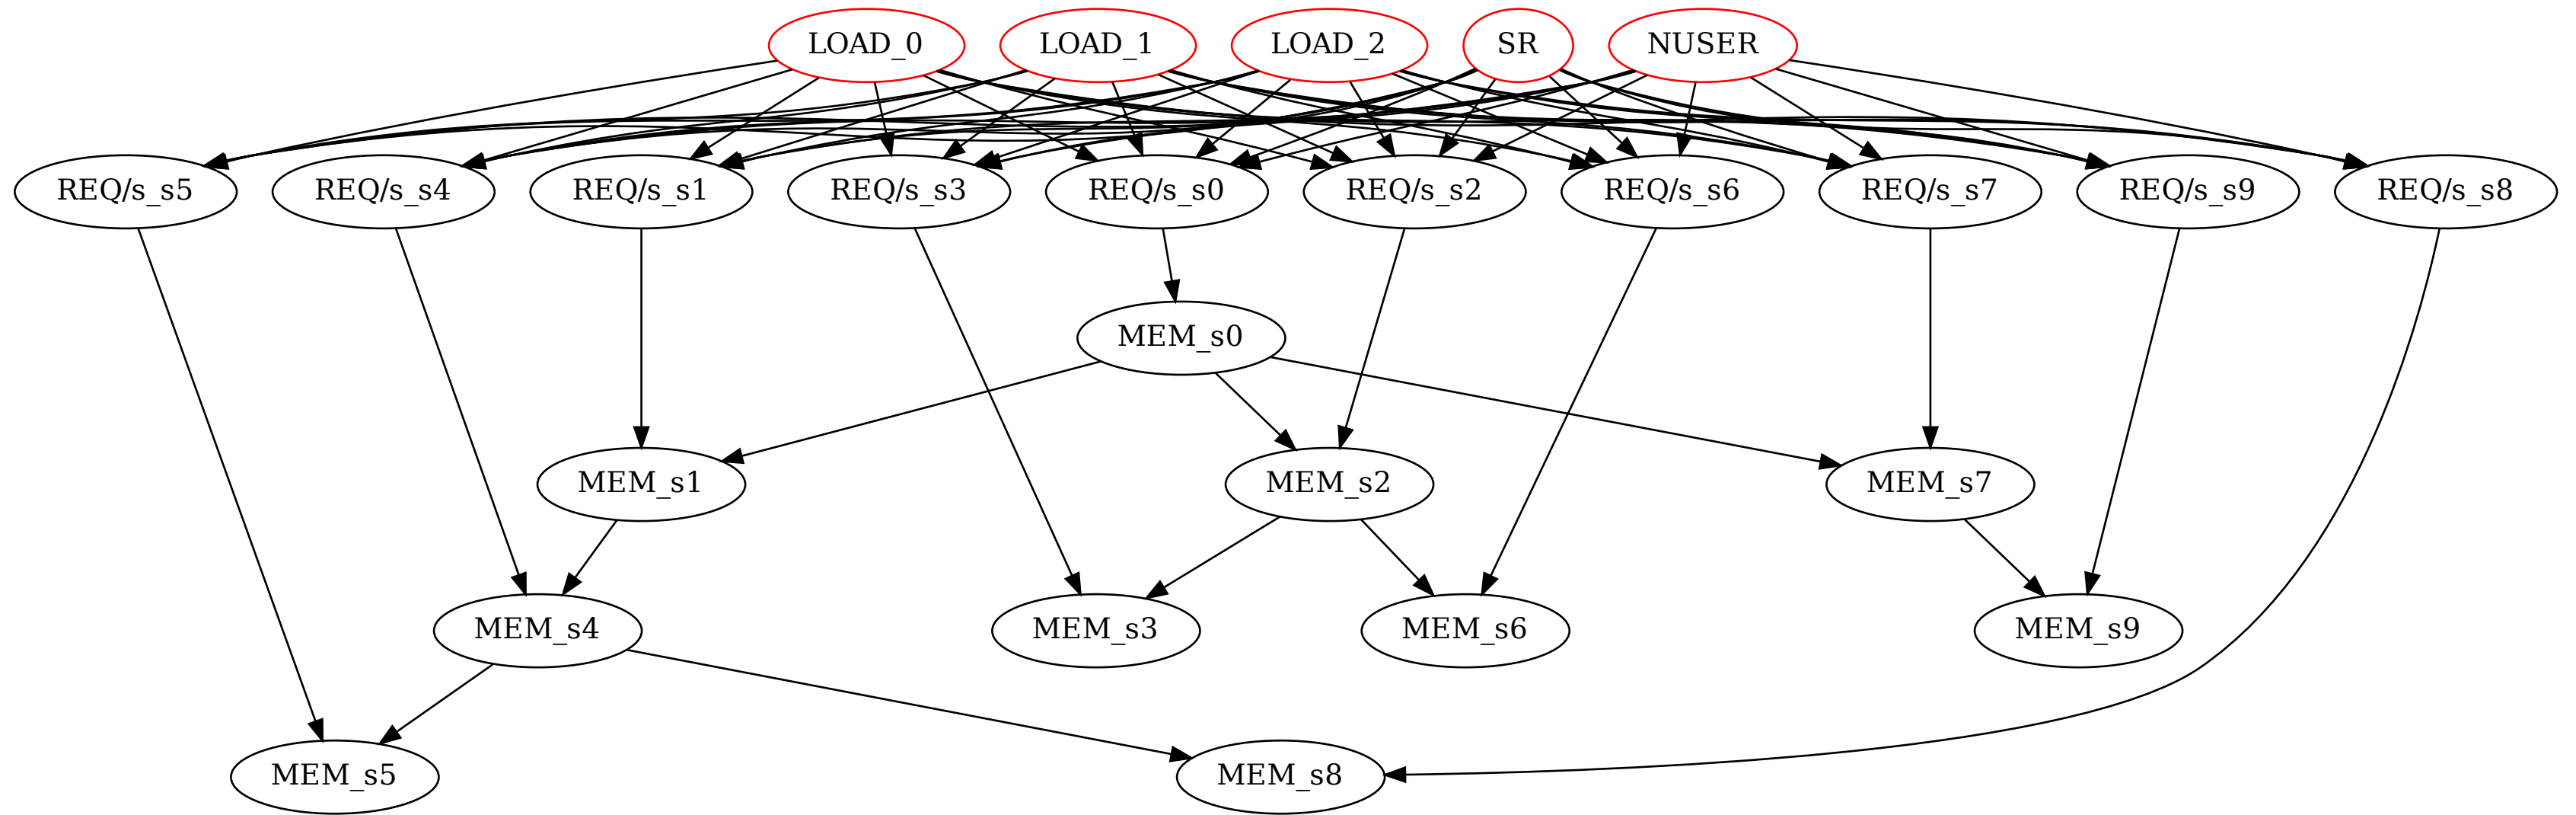 LOAD_0 LOAD_1 LOAD_2 SR NUSER
REQ/s_s5 REQ/s_s4 REQ/s_s1 REQ/s_s3 REQ/s_s0 REQ/s_s2 REQ/s_s6 REQ/s_s7 REQ/s_s9 REQ/s_s8
MEM_s0
MEM_s1 MEM_s2 MEM_s7
MEM_s4 MEM_s3 MEM_s6 MEM_s9
MEM_s5 MEM_s8